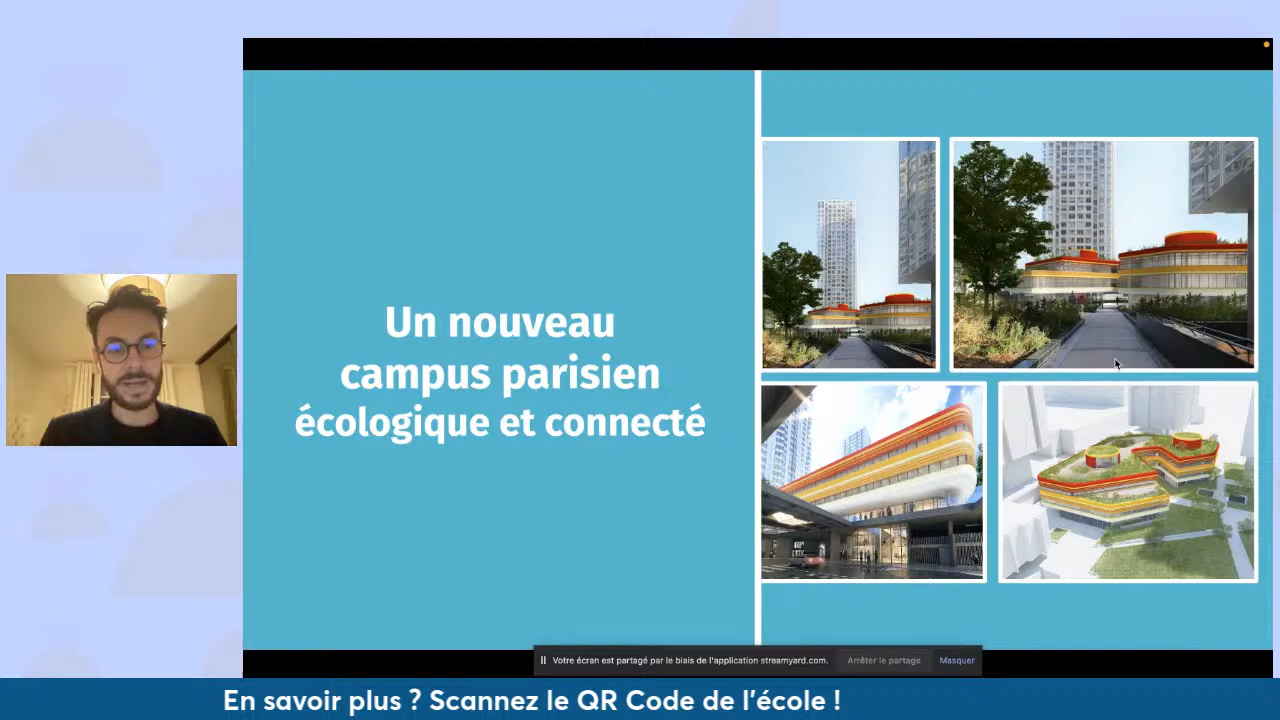 Un nouveau
campus parisien
écologique et connecté
Votre écran est partagé par le biais de l'application streamyard.com.
Arrêter le partage
Masquer
En savoir plus ? Scannez le QR Code de l'école !